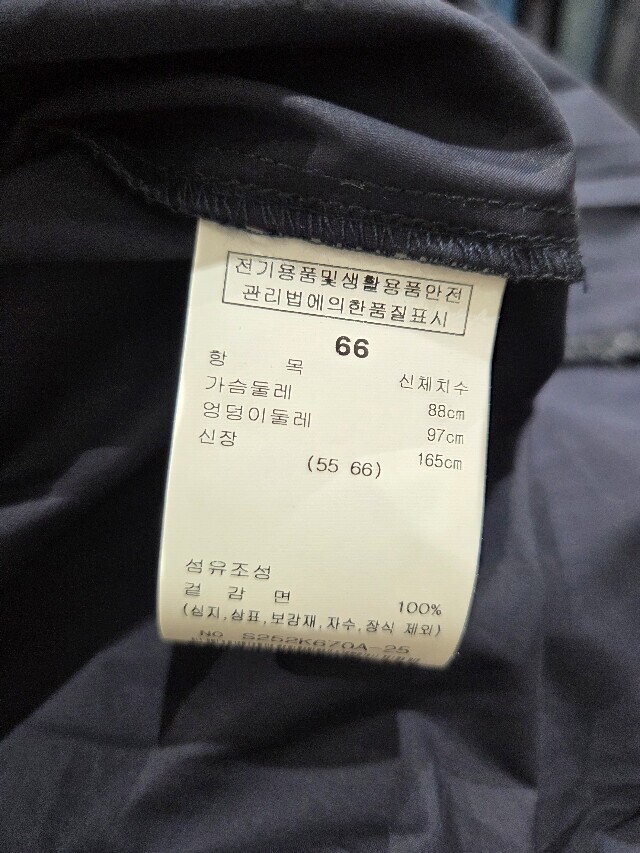 전기용품및생활용품안전
관리법에의한품질표시
66
항 목 신체치수
가슴둘레 88cm
엉덩이둘레 97cm
신장 165cm
(55 66)
섬유조성
겉 감 면 100%
(심지,상표,보강재,자수,장식 제외)
NO S252K670A-25